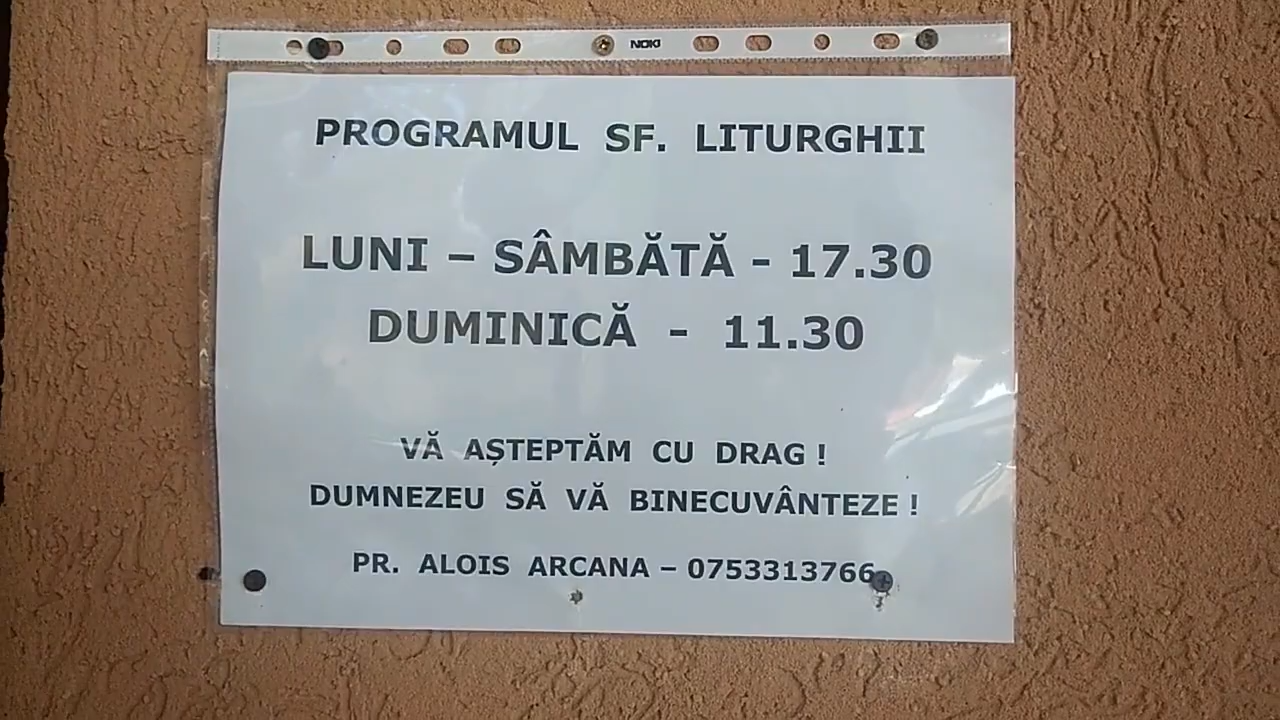 NOKI
PROGRAMUL SF. LITURGHII
LUNI – SÂMBĂTĂ - 17.30
DUMINICĂ - 11.30
VĂ AȘTEPTĂM CU DRAG !
DUMNEZEU SĂ VĂ BINECUVÂNTEZE !
PR. ALOIS ARCANA – 0753313766